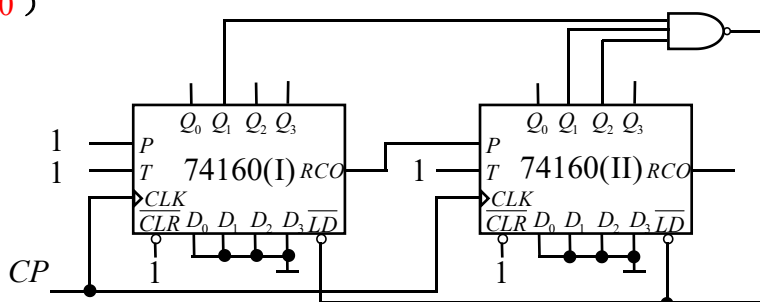 0)
Q₀ Q₁ Q₂ Q₃
Q₀ Q₁ Q₂ Q₃
1
P
P
1
T
74160(I)
RCO
1
T
74160(II)
RCO
CLK
CLK
CLR D₀ D₁ D₂ D₃ LD
CLR D₀ D₁ D₂ D₃ LD
1
1
CP